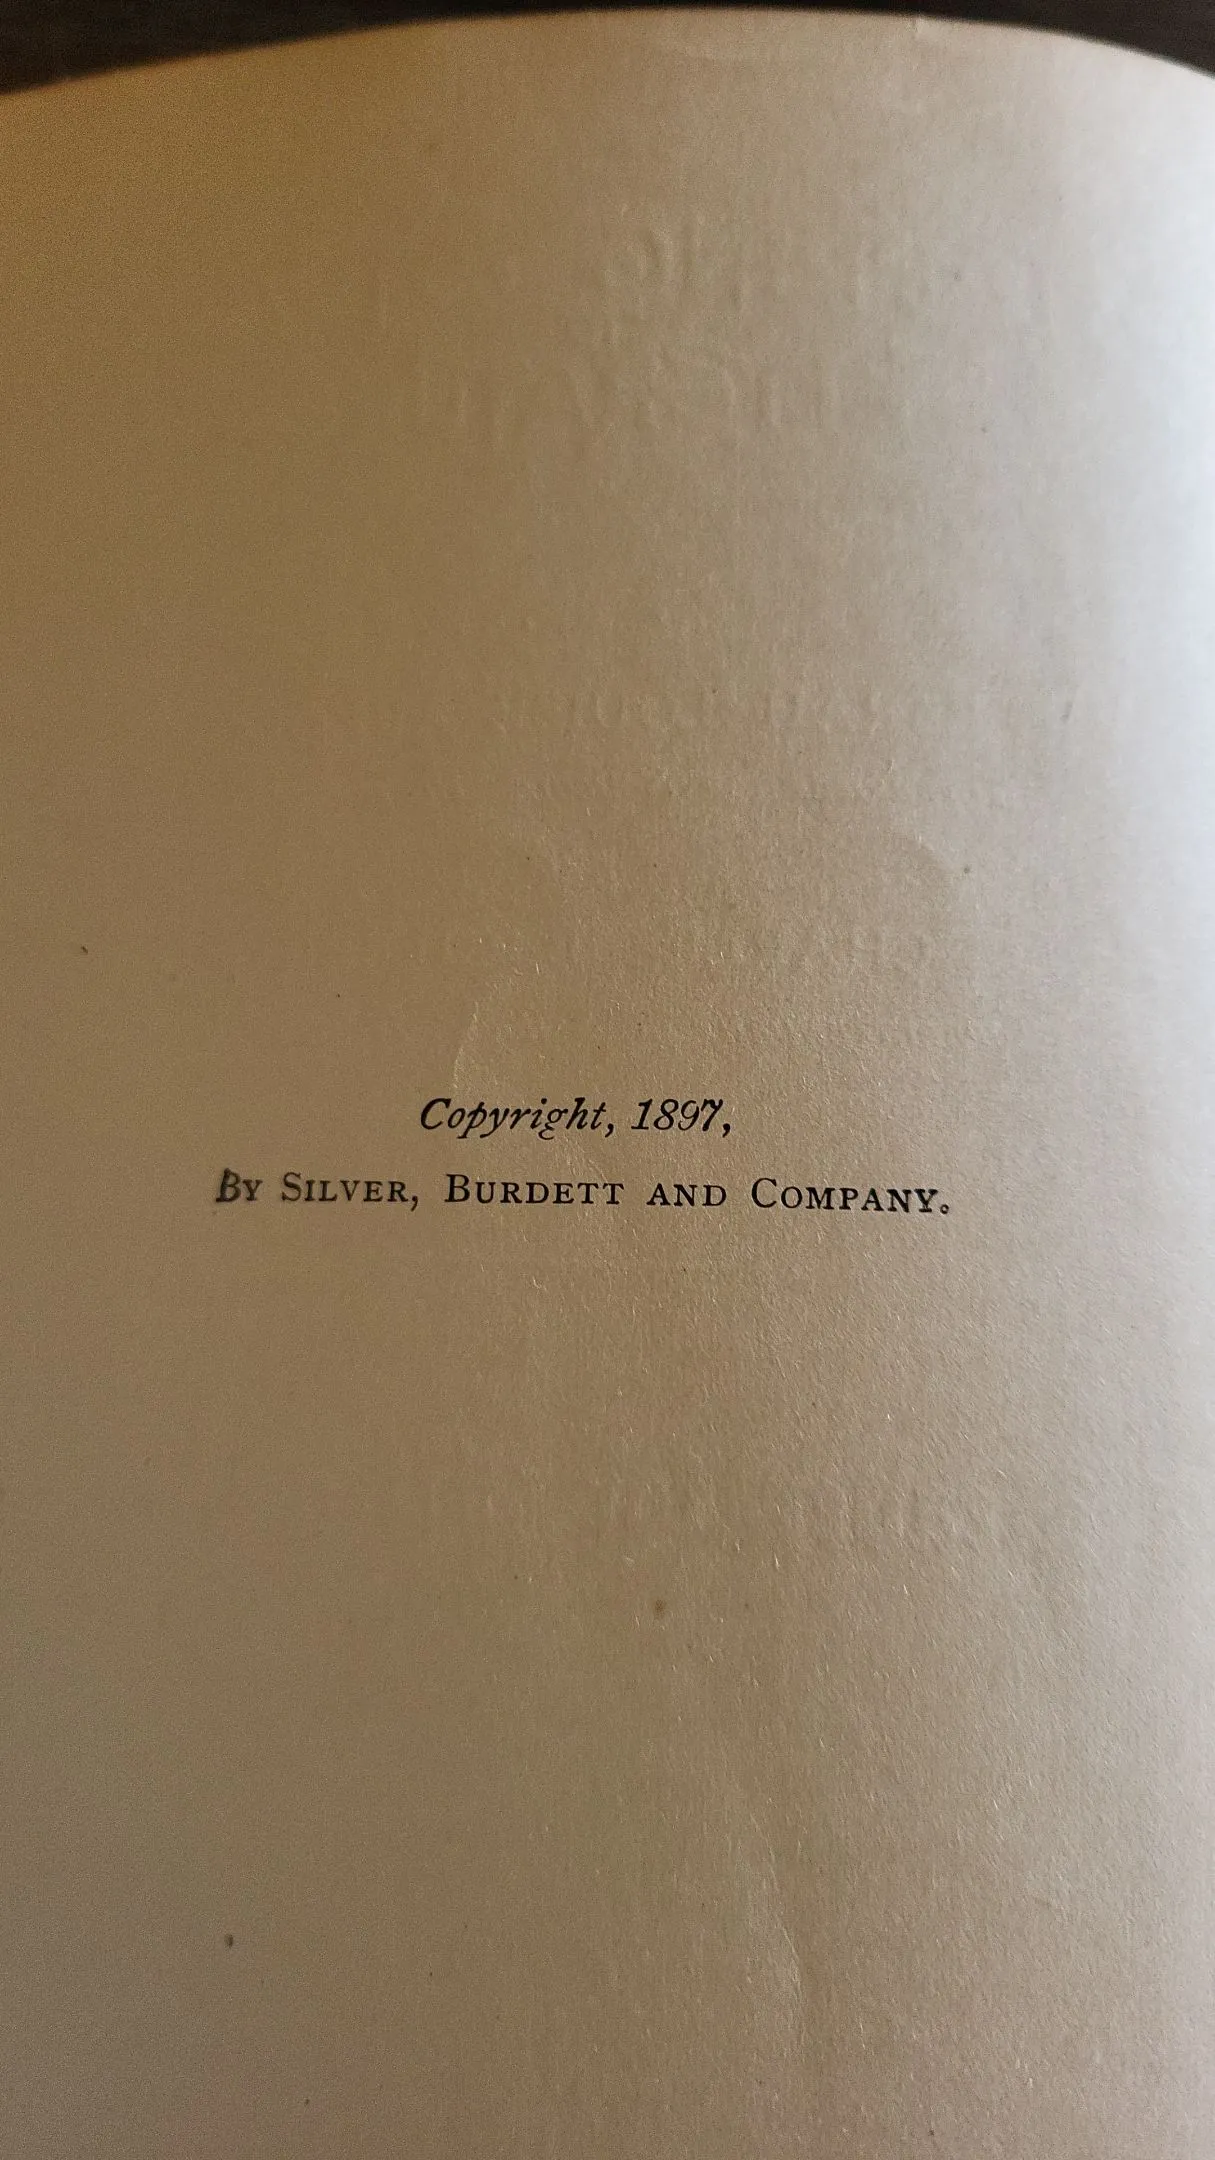 Copyright, 1897,
By Silver, Burdett and Company.